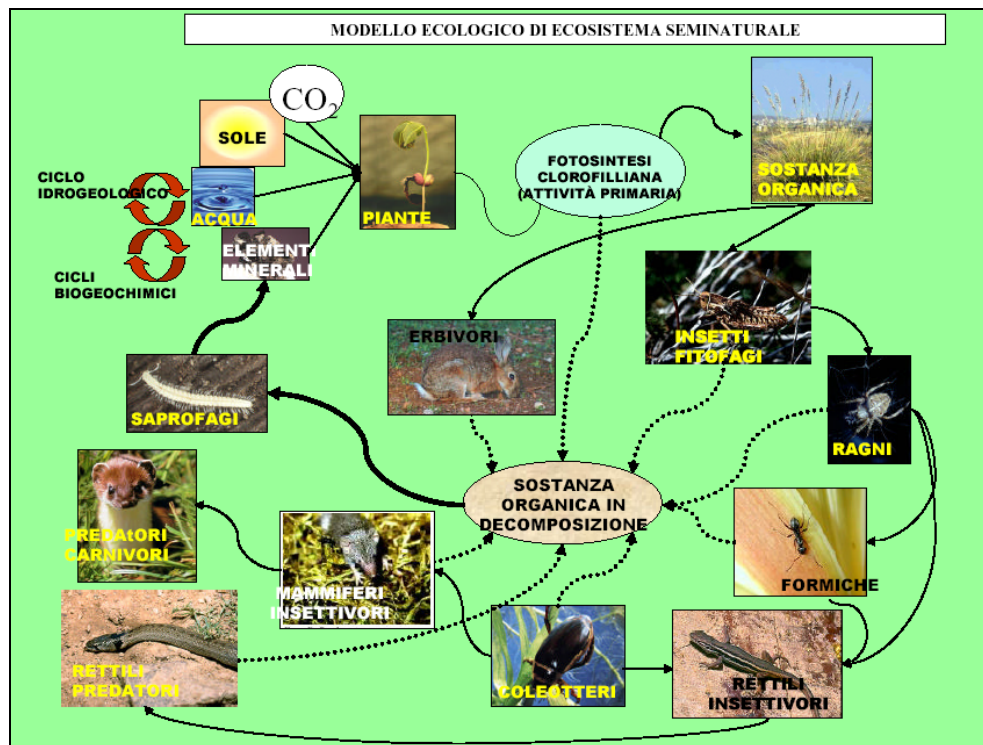 MODELLO ECOLOGICO DI ECOSISTEMA SEMINATURALE
CO2
SOLE
CICLO
IDROGEOLOGICO
ACQUA
PIANTE
FOTOSINTESI
CLOROFILLIANA
(ATTIVITÀ PRIMARIA)
SOSTANZA
ORGANICA
ELEMENTI
MINERALI
CICLI
BIOGEOCHIMICI
ERBIVORI
INSETTI
FITOFAGI
SAPROFAGI
RAGNI
SOSTANZA
ORGANICA IN
DECOMPOSIZIONE
PREDAtORI
CARNIVORI
MAMMIFERI
INSETTIVORI
FORMICHE
RETTILI
PREDATORI
COLEOTTERI
RETTILI
INSETTIVORI